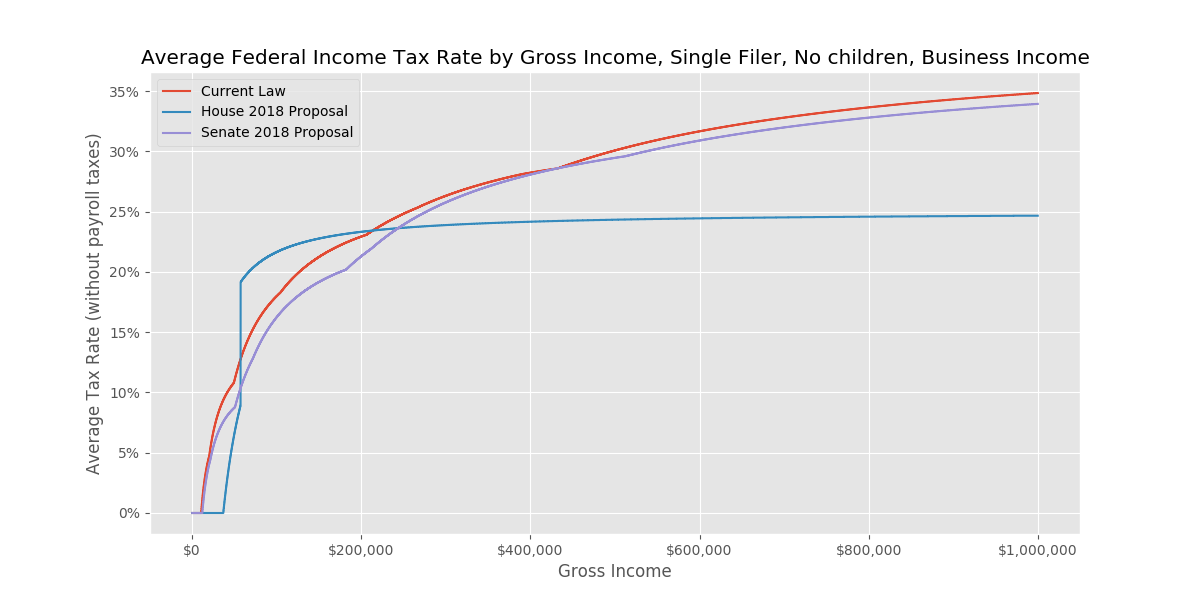 Average Federal Income Tax Rate by Gross Income, Single Filer, No children, Business Income
Current Law
House 2018 Proposal
Senate 2018 Proposal
35%
30%
25%
20%
15%
10%
5%
0%
Average Tax Rate (without payroll taxes)
$0
$200,000
$400,000
$600,000
$800,000
$1,000,000
Gross Income